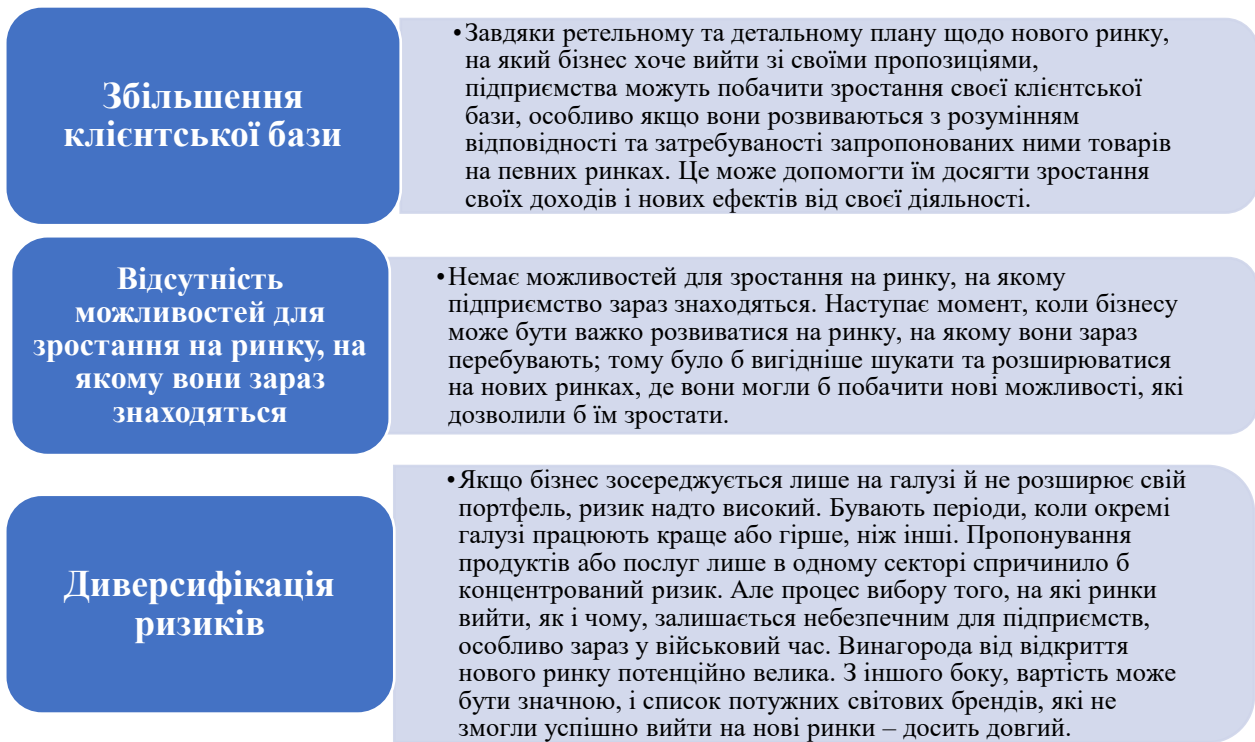 Збільшення
клієнтської бази
•Завдяки ретельному та детальному плану щодо нового ринку,
на який бізнес хоче вийти зі своїми пропозиціями,
підприємства можуть побачити зростання своєї клієнтської
бази, особливо якщо вони розвиваються з розумінням
відповідності та затребуваності запропонованих ними товарів
на певних ринках. Це може допомогти їм досягти зростання
своїх доходів і нових ефектів від своєї діяльності.
Відсутність
можливостей для
зростання на ринку, на
якому вони зараз
знаходяться
•Немає можливостей для зростання на ринку, на якому
підприємство зараз знаходяться. Наступає момент, коли бізнесу
може бути важко розвиватися на ринку, на якому вони зараз
перебувають; тому було б вигідніше шукати та розширюватися
на нових ринках, де вони могли б побачити нові можливості, які
дозволили б їм зростати.
Диверсифікація
ризиків
•Якщо бізнес зосереджується лише на галузі й не розширює свій
портфель, ризик надто високий. Бувають періоди, коли окремі
галузі працюють краще або гірше, ніж інші. Пропонування
продуктів або послуг лише в одному секторі спричинило б
концентрований ризик. Але процес вибору того, на які ринки
вийти, як і чому, залишається небезпечним для підприємств,
особливо зараз у військовий час. Винагорода від відкриття
нового ринку потенційно велика. З іншого боку, вартість може
бути значною, і список потужних світових брендів, які не
змогли успішно вийти на нові ринки – досить довгий.